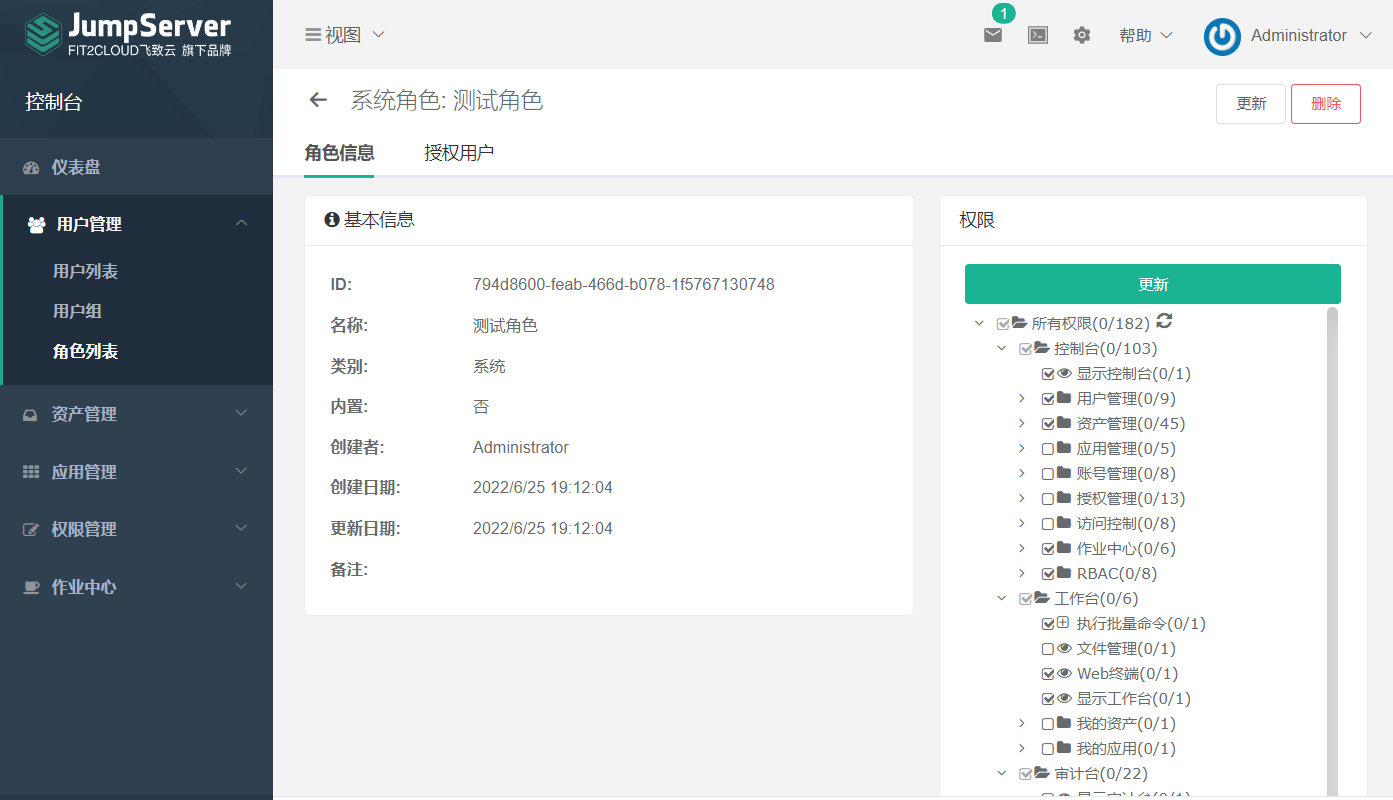 JumpServer
FIT2CLOUD飞致云 旗下品牌
控制台
仪表盘
用户管理
用户列表
用户组
角色列表
资产管理
应用管理
权限管理
作业中心
视图
1
帮助
Administrator
系统角色: 测试角色
更新
删除
角色信息
授权用户
基本信息
ID: 794d8600-feab-466d-b078-1f5767130748
名称: 测试角色
类别: 系统
内置: 否
创建者: Administrator
创建日期: 2022/6/25 19:12:04
更新日期: 2022/6/25 19:12:04
备注:
权限
更新
所有权限(0/182)
控制台(0/103)
显示控制台(0/1)
用户管理(0/9)
资产管理(0/45)
应用管理(0/5)
账号管理(0/8)
授权管理(0/13)
访问控制(0/8)
作业中心(0/6)
RBAC(0/8)
工作台(0/6)
执行批量命令(0/1)
文件管理(0/1)
Web终端(0/1)
显示工作台(0/1)
我的资产(0/1)
我的应用(0/1)
审计台(0/22)
显示审计台(0/1)